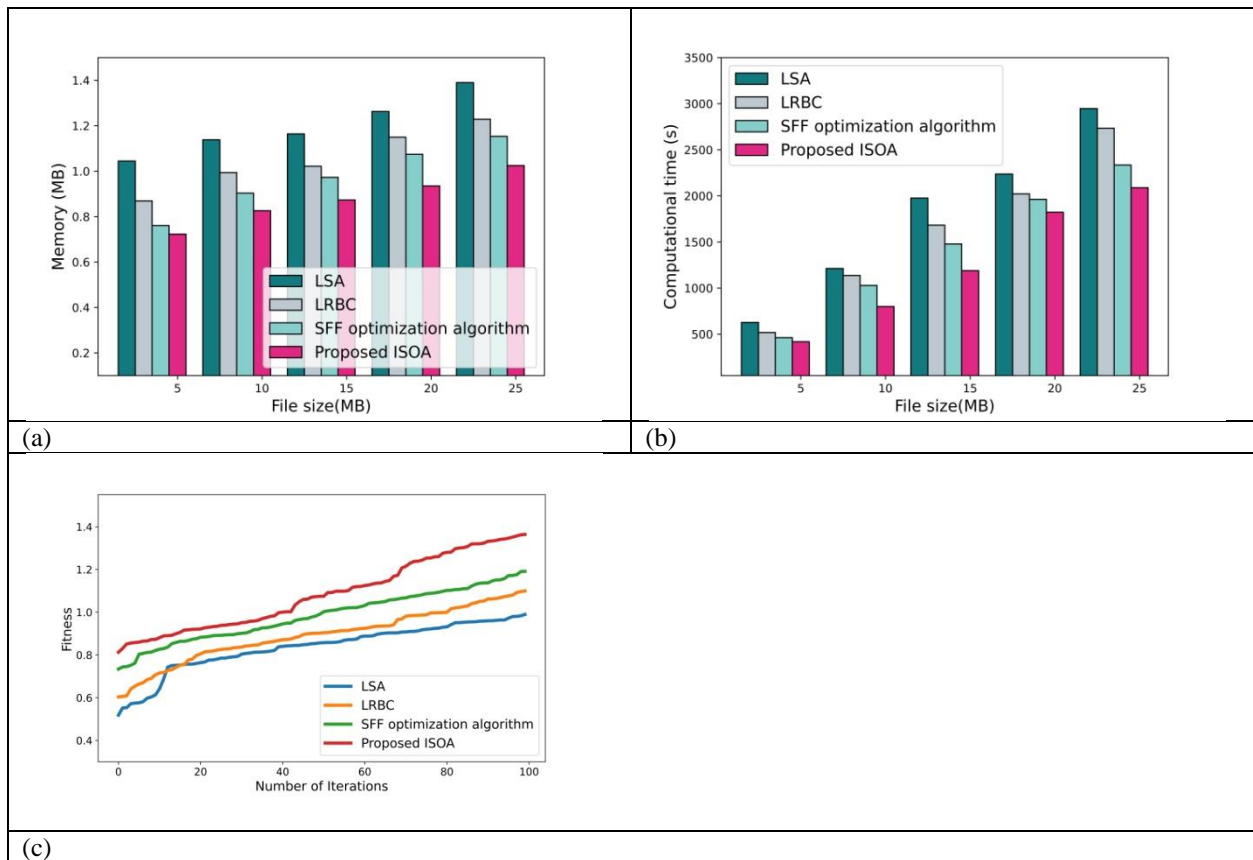 1.4
1.2
1.0
0.8
0.6
0.4
0.2
Memory (MB)
LSA
LRBC
SFF optimization algorithm
Proposed ISOA
5 10 15 20 25
File size(MB)
3500
3000
2500
2000
1500
1000
500
Computational time (s)
LSA
LRBC
SFF optimization algorithm
Proposed ISOA
5 10 15 20 25
File size(MB)
(a)
(b)
1.4
1.2
1.0
0.8
0.6
0.4
Fitness
LSA
LRBC
SFF optimization algorithm
Proposed ISOA
0 20 40 60 80 100
Number of Iterations
(c)